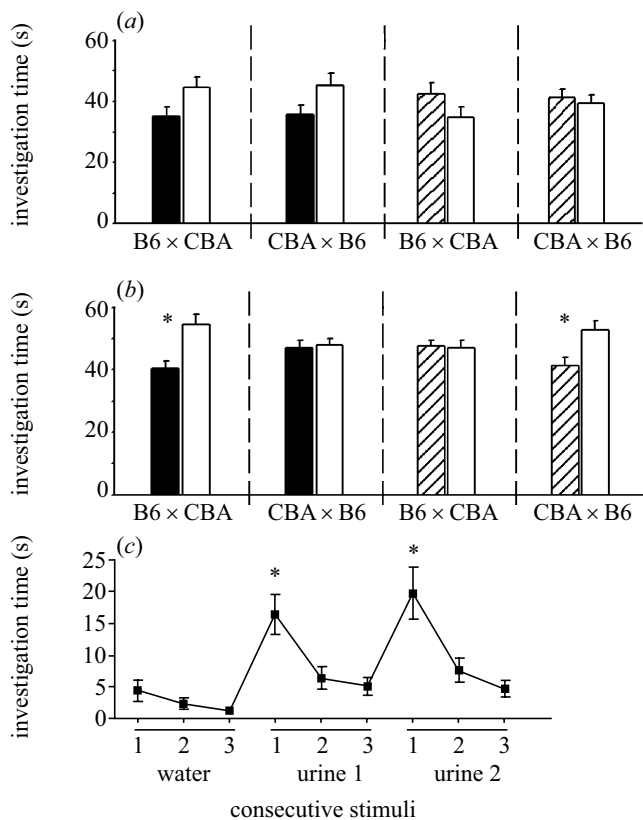 (a)
investigation time (s)
60
40
20
0
B6 × CBA CBA × B6 B6 × CBA CBA × B6
(b)
investigation time (s)
60
40
20
0
* *
B6 × CBA CBA × B6 B6 × CBA CBA × B6
(c)
investigation time (s)
25
20
15
10
5
0
* *
1 2 3 1 2 3 1 2 3
water urine 1 urine 2
consecutive stimuli